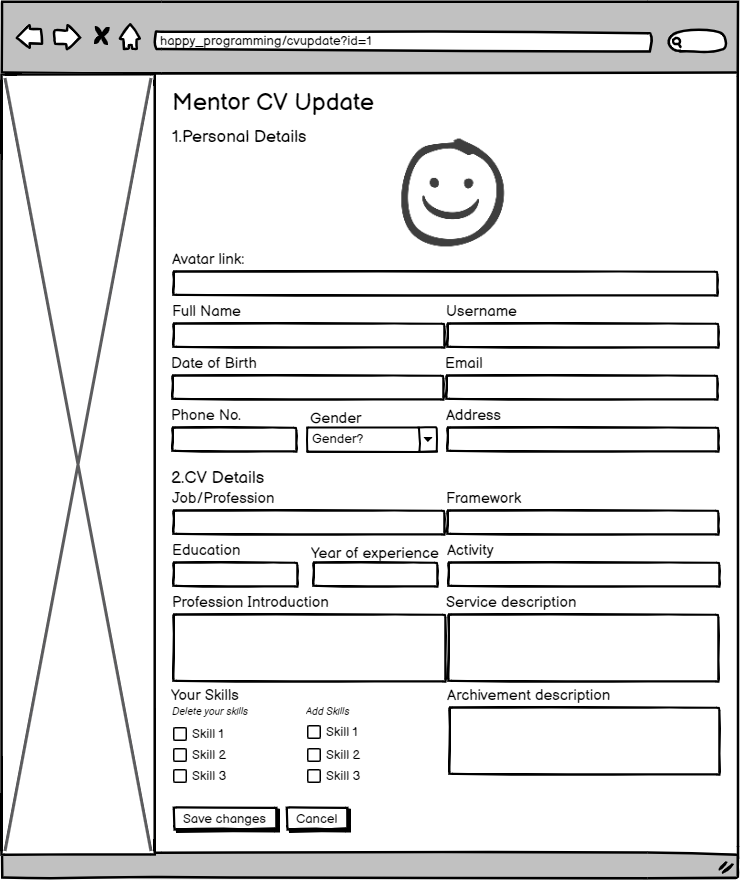 happy_programming/cvupdate?id=1
Mentor CV Update
1.Personal Details
Avatar link:
Full Name Username
Date of Birth Email
Phone No. Gender Address
Gender?
2.CV Details
Job/Profession Framework
Education Year of experience Activity
Profession Introduction Service description
Your Skills Archivement description
Delete your skills Add Skills
Skill 1 Skill 1
Skill 2 Skill 2
Skill 3 Skill 3
Save changes Cancel